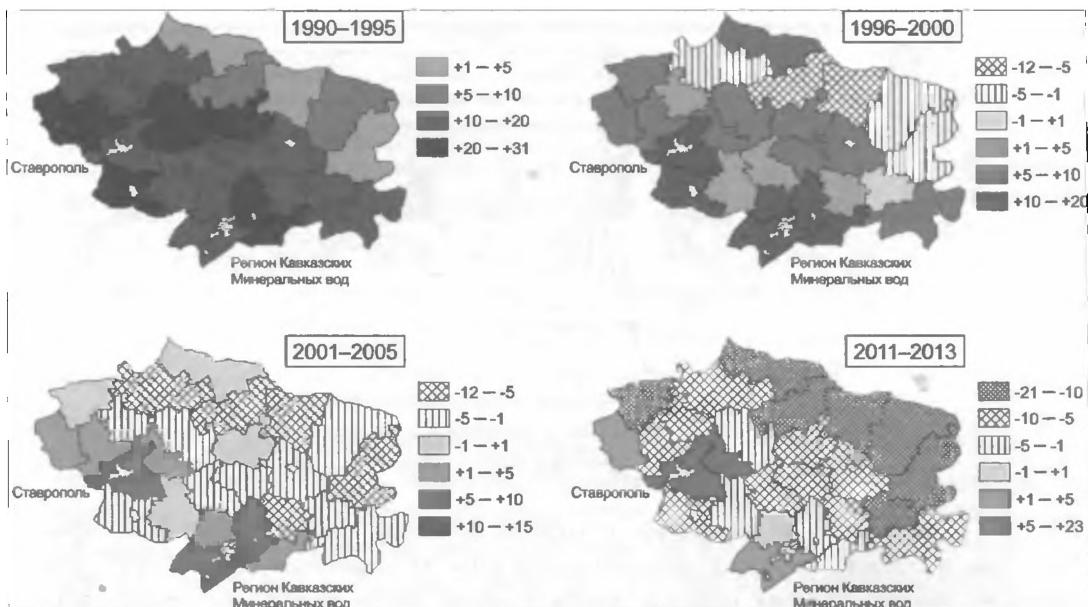 1990–1995
+1 — +5
+5 — +10
+10 — +20
+20 — +31
Ставрополь
Регион Кавказских
Минеральных вод
1996–2000
-12 — -5
-5 — -1
-1 — +1
+1 — +5
+5 — +10
+10 — +20
Ставрополь
Регион Кавказских
Минеральных вод
2001–2005
-12 — -5
-5 — -1
-1 — +1
+1 — +5
+5 — +10
+10 — +15
Ставрополь
Регион Кавказских
Минеральных вод
2011–2013
-21 — -10
-10 — -5
-5 — -1
-1 — +1
+1 — +5
+5 — +23
Ставрополь
Регион Кавказских
Минеральных вод